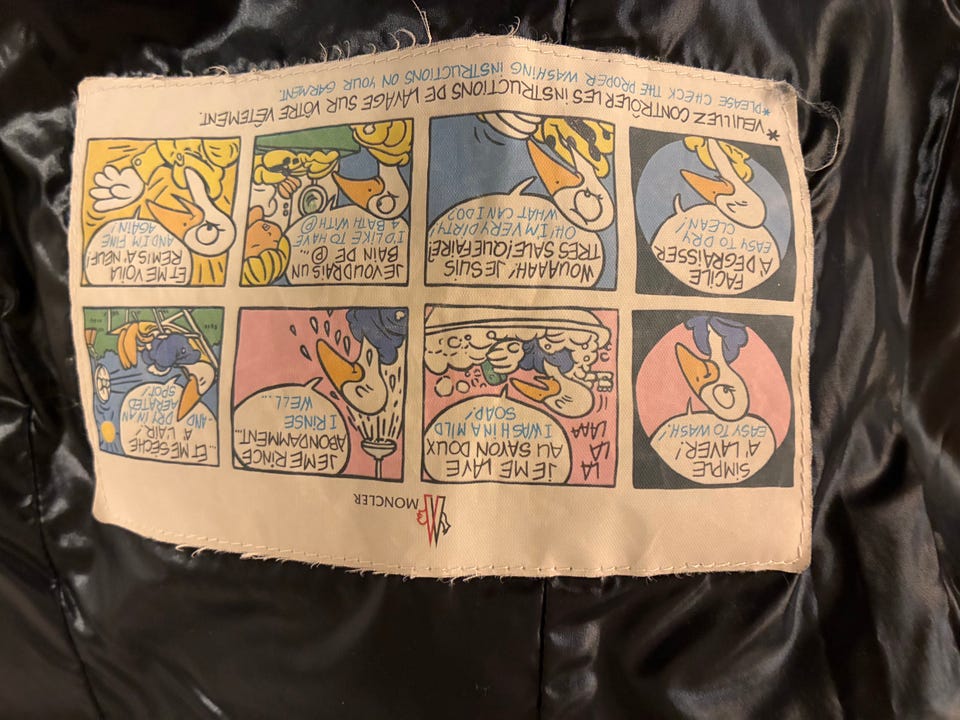 MONCLER
SIMPLE
À LAVER!
EASY TO WASH!
LA
LA
LAAA
JE ME LAVE
AU SAVON DOUX
I WASH IN A MILD
SOAP!
JE ME RINCE
ABONDAMMENT...
I RINSE
WELL...
ET ME SÈCHE
À L'AIR!
...AND
DRY IN AN
AERATED
SPOT.
FACILE
À DÉGRAISSER
EASY TO DRY
CLEAN!
WOUAAAH! JE SUIS
TRÈS SALE! QUE FAIRE?
OH! I'M VERY DIRTY
WHAT CAN I DO?
JE VOUDRAIS UN
BAIN DE Ⓟ...
I'D LIKE TO HAVE
A BATH WITH Ⓟ
ET ME VOILÀ
REMIS À NEUF!
AND I'M FINE
AGAIN!
*VEUILLEZ CONTRÔLER LES INSTRUCTIONS DE LAVAGE SUR VOTRE VÊTEMENT.
*PLEASE CHECK THE PROPER WASHING INSTRUCTIONS ON YOUR GARMENT.